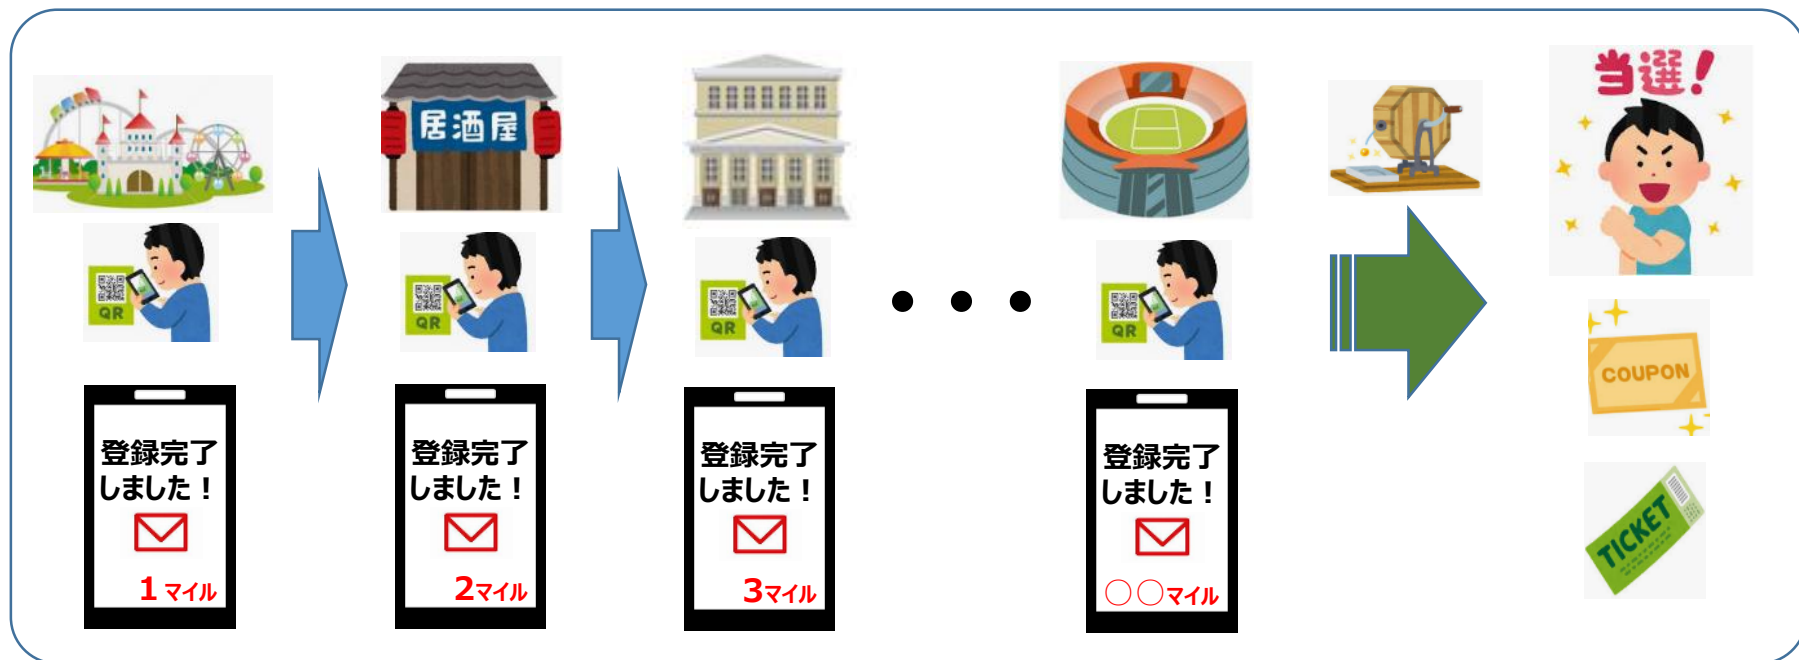 居酒屋
当選!
QR
QR
QR
QR
COUPON
TICKET
登録完了
しました！
1 マイル
登録完了
しました！
2マイル
登録完了
しました！
3マイル
登録完了
しました！
○○マイル